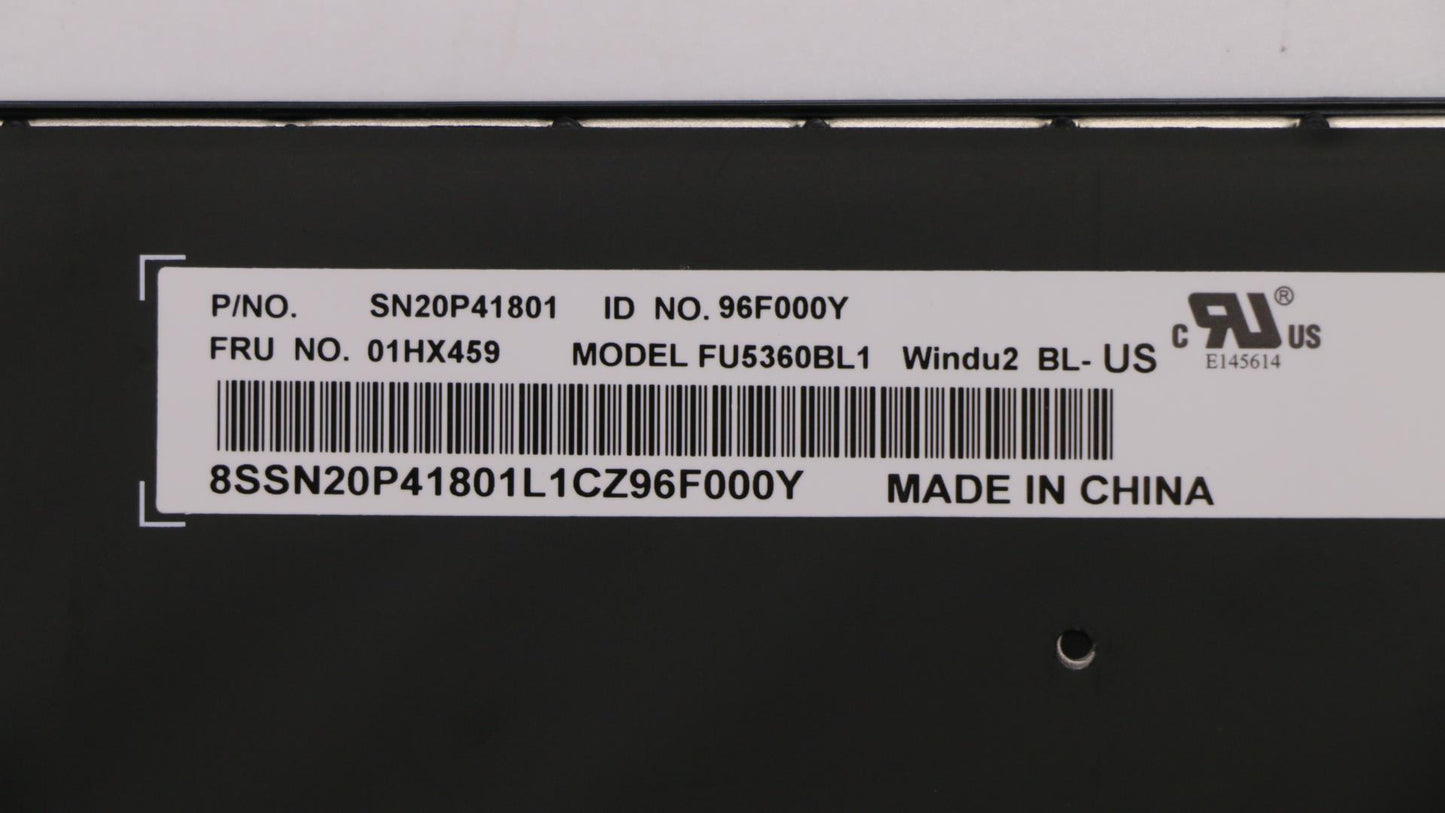 P/NO. SN20P41801 ID NO. 96F000Y
FRU NO. 01HX459 MODEL FU5360BL1 Windu2 BL- US
c RU ® US
E145614
8SSN20P41801L1CZ96F000Y MADE IN CHINA